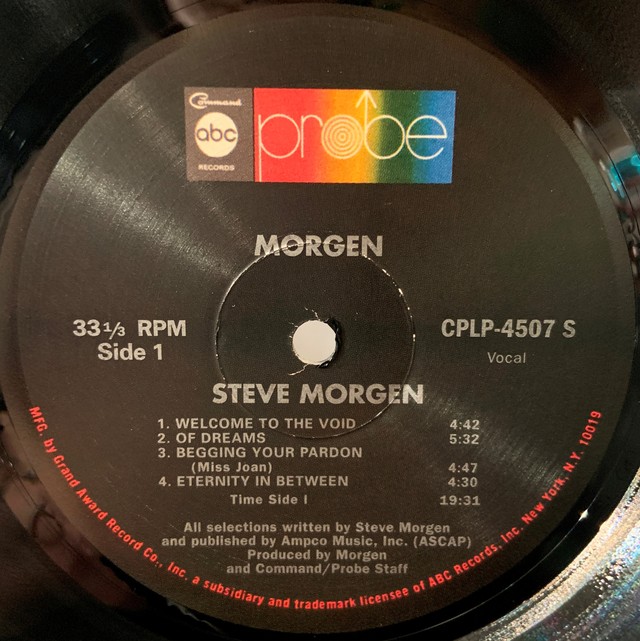 Command
abc
RECORDS
probe
MORGEN
33 1/3 RPM
Side 1
CPLP-4507 S
Vocal
STEVE MORGEN
1. WELCOME TO THE VOID 4:42
2. OF DREAMS 5:32
3. BEGGING YOUR PARDON
(Miss Joan) 4:47
4. ETERNITY IN BETWEEN 4:30
Time Side I 19:31
All selections written by Steve Morgen
and published by Ampco Music, Inc. (ASCAP)
Produced by Morgen
and Command/Probe Staff
MFG. by Grand Award Record Co., Inc. a subsidiary and trademark licensee of ABC Records, Inc. New York, N.Y. 10019